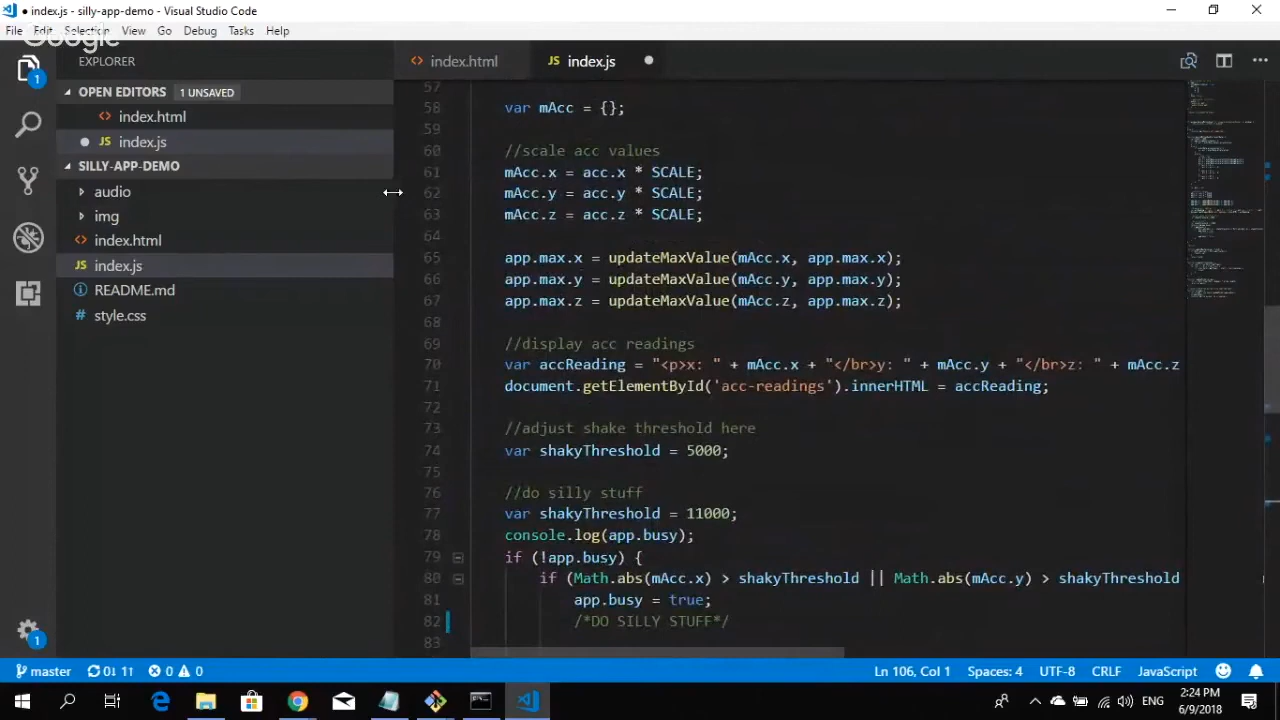 ● index.js - silly-app-demo - Visual Studio Code
File Edit Selection View Go Debug Tasks Help
Google
EXPLORER
index.html
JS index.js
1
OPEN EDITORS 1 UNSAVED
index.html
JS index.js
SILLY-APP-DEMO
audio
img
index.html
JS index.js
README.md
# style.css
57
58 var mAcc = {};
59
60 //scale acc values
61 mAcc.x = acc.x * SCALE;
62 mAcc.y = acc.y * SCALE;
63 mAcc.z = acc.z * SCALE;
64
65 app.max.x = updateMaxValue(mAcc.x, app.max.x);
66 app.max.y = updateMaxValue(mAcc.y, app.max.y);
67 app.max.z = updateMaxValue(mAcc.z, app.max.z);
68
69 //display acc readings
70 var accReading = "<p>x: " + mAcc.x + "</br>y: " + mAcc.y + "</br>z: " + mAcc.z
71 document.getElementById('acc-readings').innerHTML = accReading;
72
73 //adjust shake threshold here
74 var shakyThreshold = 5000;
75
76 //do silly stuff
77 var shakyThreshold = 11000;
78 console.log(app.busy);
79 if (!app.busy) {
80 if (Math.abs(mAcc.x) > shakyThreshold || Math.abs(mAcc.y) > shakyThreshold
81 app.busy = true;
82 /*DO SILLY STUFF*/
83
1
master 0↓ 1↑ 0 0 Ln 106, Col 1 Spaces: 4 UTF-8 CRLF JavaScript
ENG
2:24 PM
6/9/2018